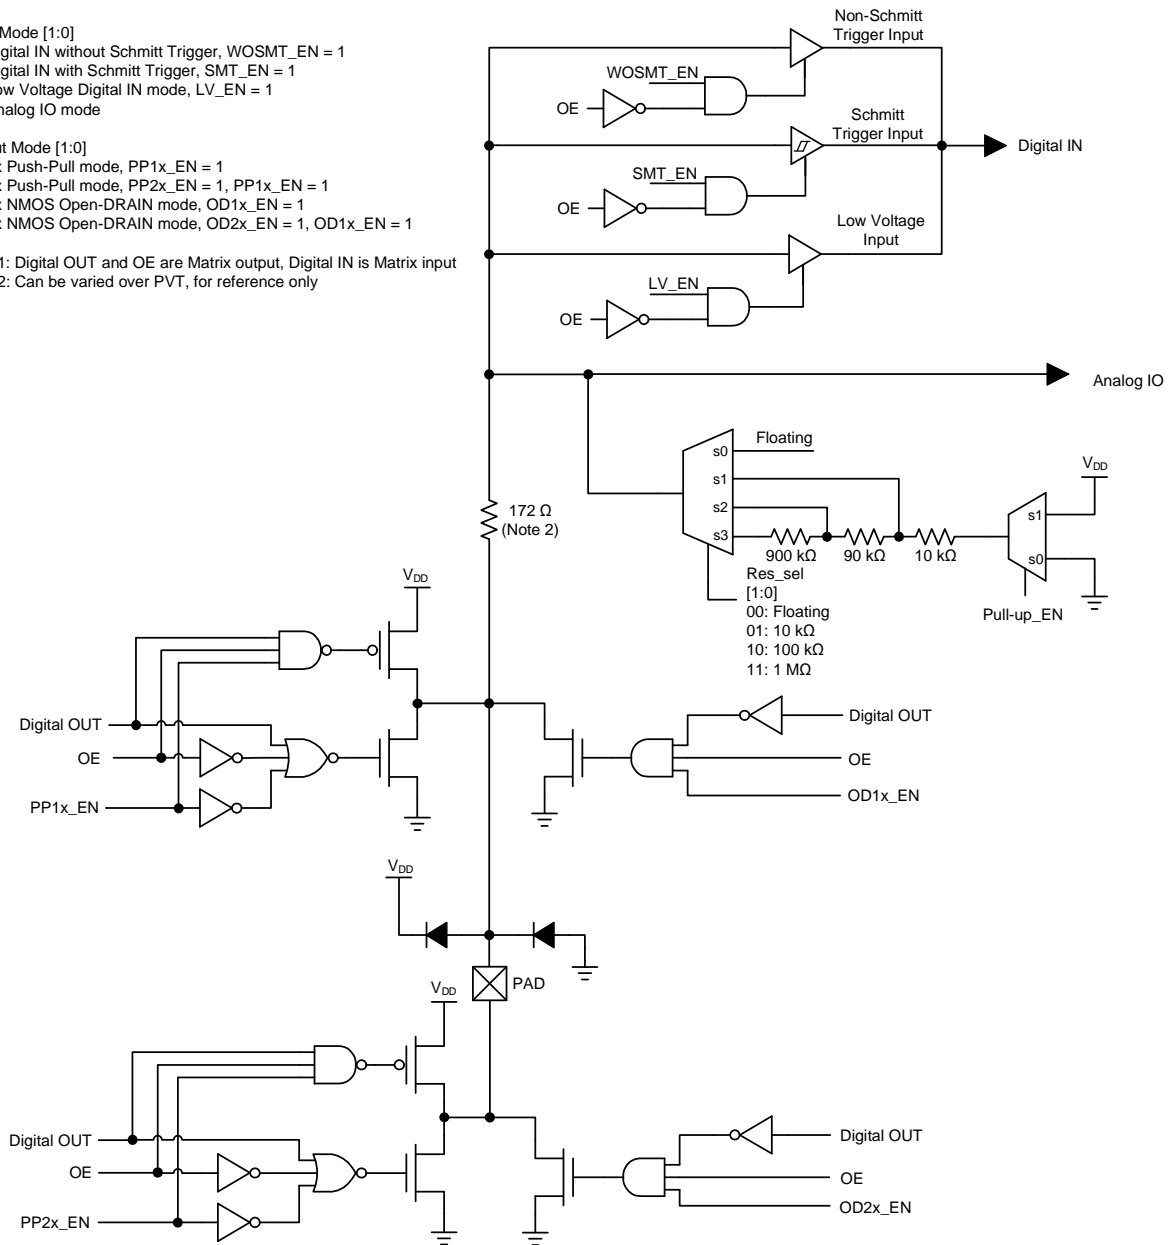 Mode [1:0]
gital IN without Schmitt Trigger, WOSMT_EN = 1
gital IN with Schmitt Trigger, SMT_EN = 1
ow Voltage Digital IN mode, LV_EN = 1
nalog IO mode
ut Mode [1:0]
x Push-Pull mode, PP1x_EN = 1
x Push-Pull mode, PP2x_EN = 1, PP1x_EN = 1
x NMOS Open-DRAIN mode, OD1x_EN = 1
x NMOS Open-DRAIN mode, OD2x_EN = 1, OD1x_EN = 1
1: Digital OUT and OE are Matrix output, Digital IN is Matrix input
2: Can be varied over PVT, for reference only
Non-Schmitt
Trigger Input
WOSMT_EN
OE
Schmitt
Trigger Input
Digital IN
SMT_EN
OE
Low Voltage
Input
LV_EN
OE
Analog IO
Floating
s0
s1
s2
s3
900 kΩ
90 kΩ
10 kΩ
VDD
s1
s0
Pull-up_EN
Res_sel
[1:0]
00: Floating
01: 10 kΩ
10: 100 kΩ
11: 1 MΩ
172 Ω
(Note 2)
VDD
Digital OUT
OE
PP1x_EN
Digital OUT
OE
OD1x_EN
VDD
PAD
VDD
Digital OUT
OE
PP2x_EN
Digital OUT
OE
OD2x_EN